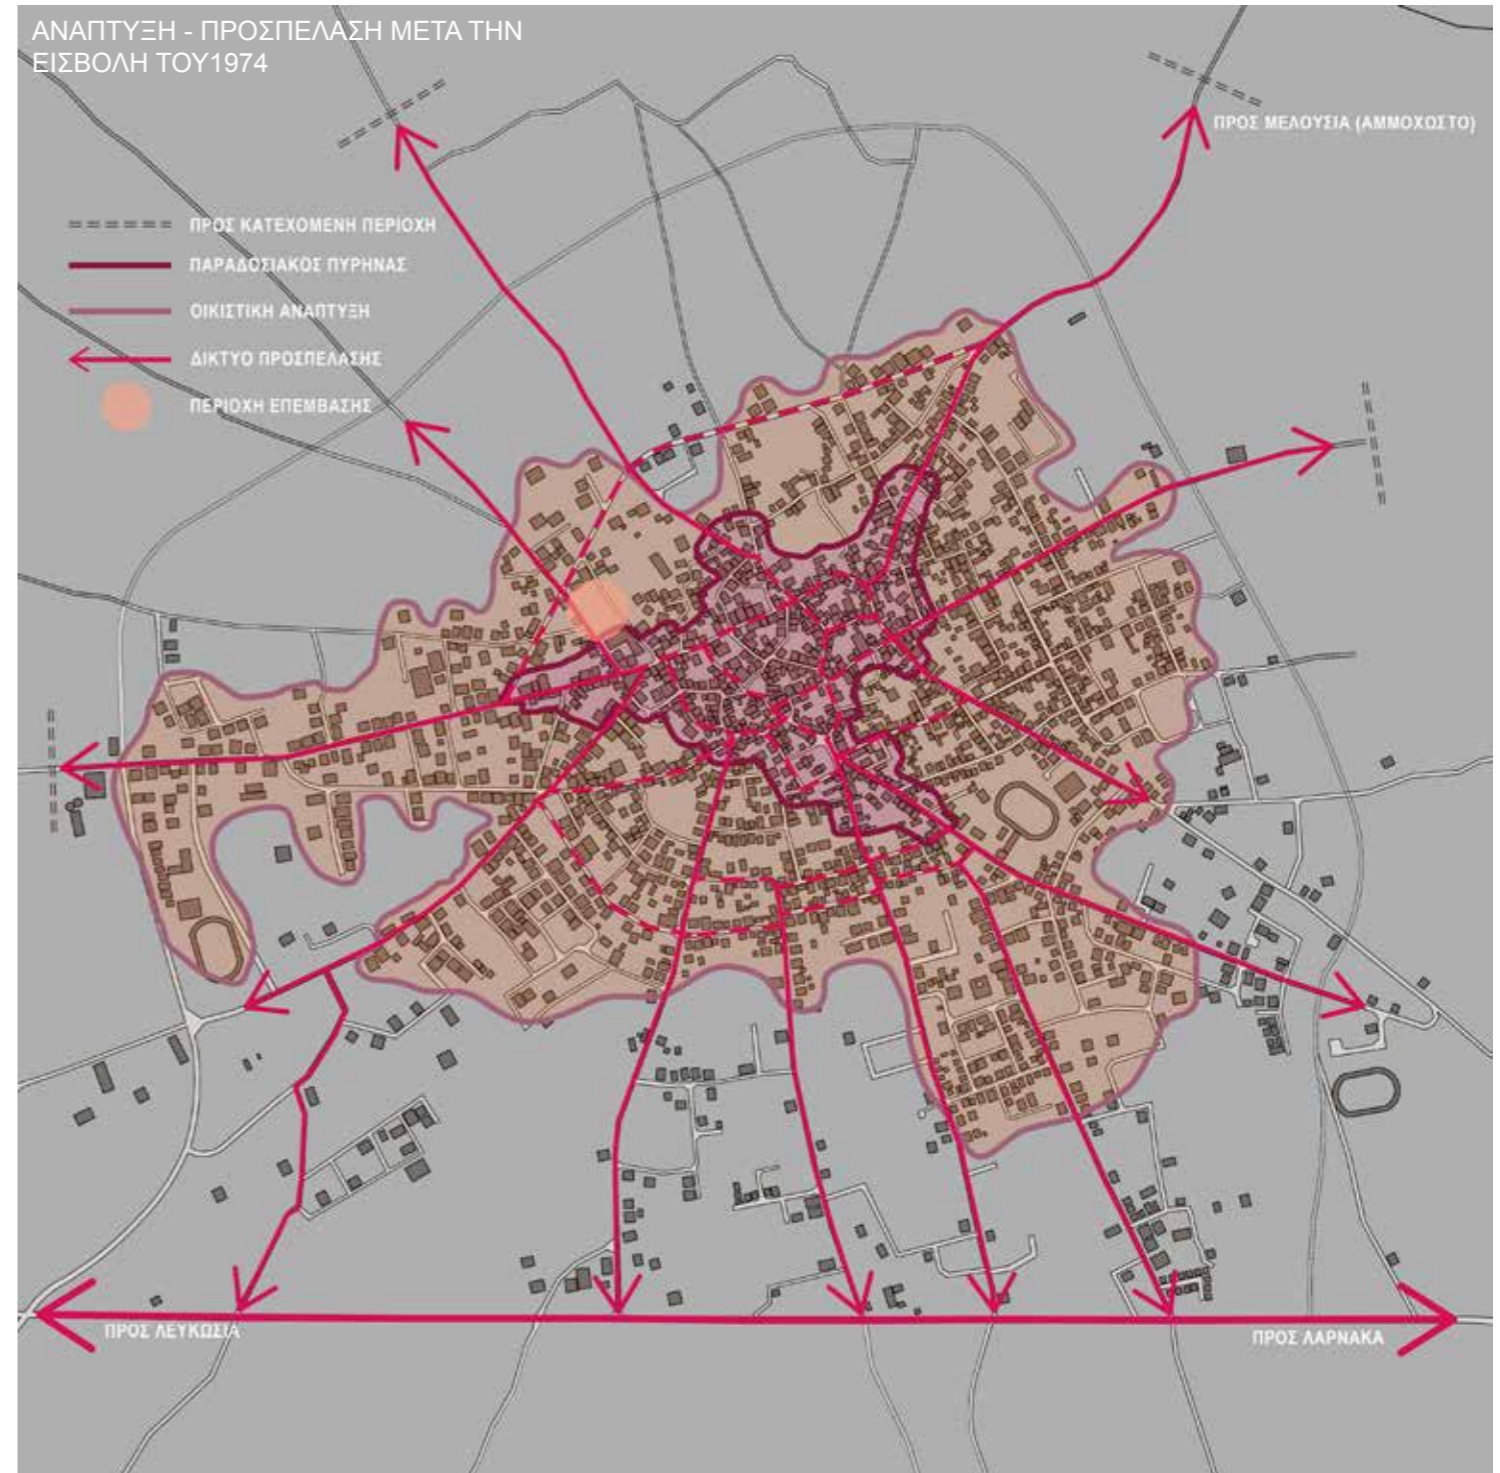 ΑΝΑΠΤΥΞΗ - ΠΡΟΣΠΕΛΑΣΗ ΜΕΤΑ ΤΗΝ
ΕΙΣΒΟΛΗ ΤΟΥ1974
ΠΡΟΣ ΜΕΛΟΥΣΙΑ (ΑΜΜΟΧΩΣΤΟ)
ΠΡΟΣ ΚΑΤΕΧΟΜΕΝΗ ΠΕΡΙΟΧΗ
ΠΑΡΑΔΟΣΙΑΚΟΣ ΠΥΡΗΝΑΣ
ΟΙΚΙΣΤΙΚΗ ΑΝΑΠΤΥΞΗ
ΔΙΚΤΥΟ ΠΡΟΣΠΕΛΑΣΗΣ
ΠΕΡΙΟΧΗ ΕΠΕΜΒΑΣΗΣ
ΠΡΟΣ ΛΕΥΚΩΣΙΑ
ΠΡΟΣ ΛΑΡΝΑΚΑ